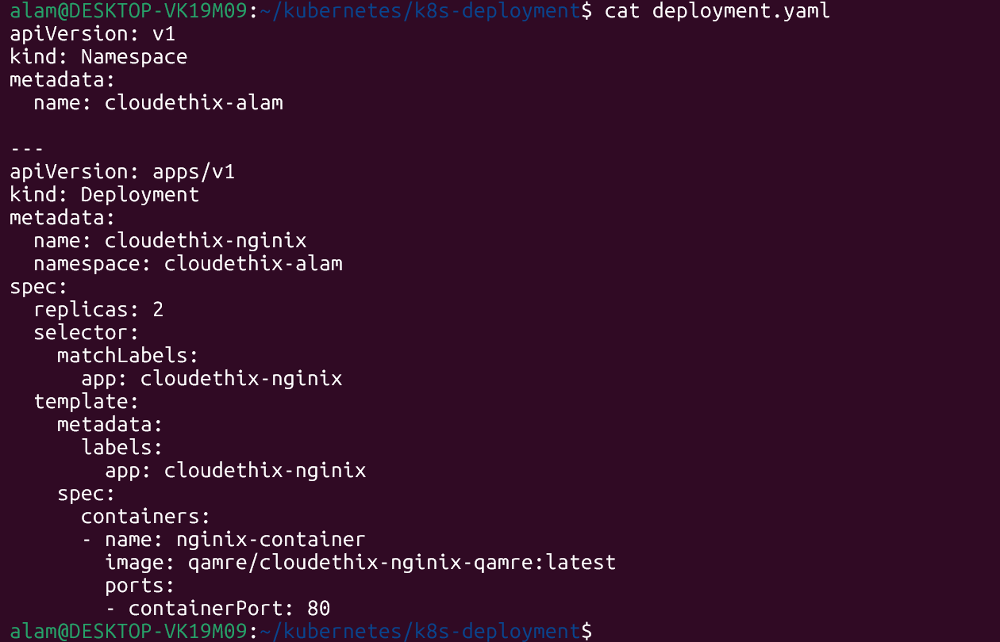 alam@DESKTOP-VK19M09:~/kubernetes/k8s-deployment$ cat deployment.yaml
apiVersion: v1
kind: Namespace
metadata:
  name: cloudethix-alam

---
apiVersion: apps/v1
kind: Deployment
metadata:
  name: cloudethix-nginix
  namespace: cloudethix-alam
spec:
  replicas: 2
  selector:
    matchLabels:
      app: cloudethix-nginix
  template:
    metadata:
      labels:
        app: cloudethix-nginix
    spec:
      containers:
      - name: nginix-container
        image: qamre/cloudethix-nginix-qamre:latest
        ports:
        - containerPort: 80
alam@DESKTOP-VK19M09:~/kubernetes/k8s-deployment$